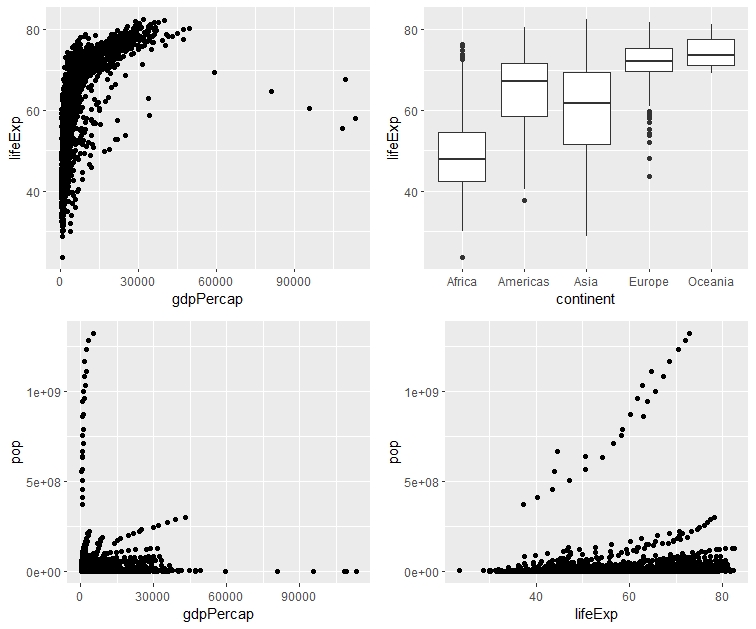 80
60
40
lifeExp
0 30000 60000 90000
gdpPercap
80
60
40
lifeExp
Africa Americas Asia Europe Oceania
continent
1e+09
5e+08
0e+00
pop
0 30000 60000 90000
gdpPercap
1e+09
5e+08
0e+00
pop
40 60 80
lifeExp